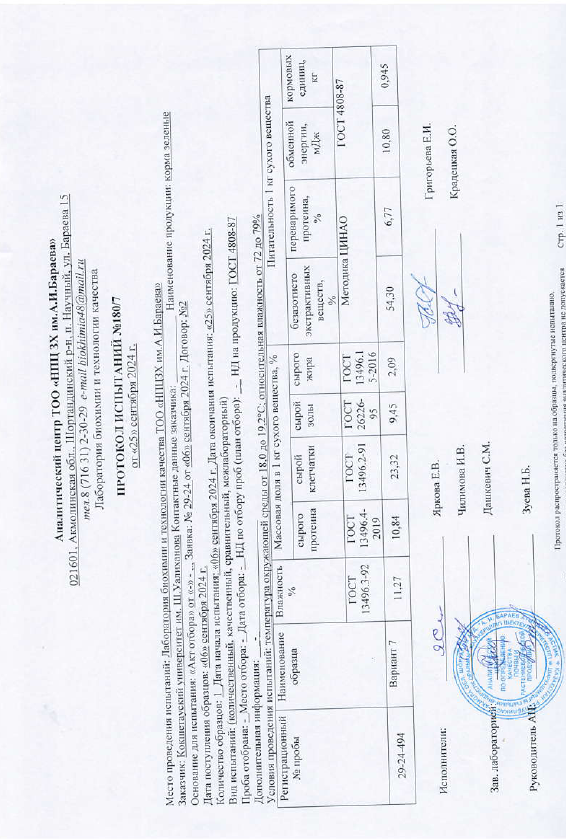 Аналитический центр ТОО «НПЦ ЗХ им.А.И.Бараева»
021601, Акмолинская обл., Шортандинский р-н, п. Научный, ул. Бараева 15
тел.8 (716 31) 2-30-29 e-mail biokhimia48@mail.ru
Лаборатория биохимии и технологии качества
ПРОТОКОЛ ИСПЫТАНИЙ №180/7
от «25» сентября 2024 г.
Место проведения испытаний: Лаборатория биохимии и технологии качества ТОО «НПЦЗХ им А.И.Бараева»
Заказчик: Кокшетауский университет им. Ш.Уалиханова Контактные данные заказчика: Наименование продукции: корма зеленые
Основание для испытания: «Акт отбора» от «-» - Заявка: № 29-24 от «06» сентября 2024 г. Договор: №2
Дата поступления образцов: «06» сентября 2024 г.
Количество образцов: 1 Дата начала испытания: «06» сентября 2024 г. Дата окончания испытания: «25» сентября 2024 г.
Вид испытаний: (количественный, качественный, сравнительный, межлабораторный)
Проба отобрана: - Место отбора: - Дата отбора: - НД по отбору проб (план отбора): - НД на продукцию: ГОСТ 4808-87
Дополнительная информация: -
Условия проведения испытаний: температура окружающей среды от 18,0 до 19,2°С; относительная влажность от 72 до 79%
Регистрационный № пробы
Наименование образца
Влажность %
Массовая доля в 1 кг сухого вещества, %
Питательность 1 кг сухого вещества
сырого протеина
сырой клетчатки
сырой золы
сырого жира
безазотисто экстрактивных веществ, %
переваримого протеина, %
обменной энергии, мДж
кормовых единиц, кг
ГОСТ 13496.3-92
ГОСТ 13496.4-2019
ГОСТ 13496.2-91
ГОСТ 26226-95
ГОСТ 13496.15-2016
Методика ЦИНАО
ГОСТ 4808-87
29-24-494 Вариант 7 11,27 10,84 23,32 9,45 2,09 54,30 6,77 10,80 0,945
Исполнители: Яркова Е.В. Григорьева Е.И.
Чилимова И.В. Крадецкая О.О.
Зав. лабораторией Дашкевич С.М.
Руководитель АЦ: Зуева Н.Б.
Протокол распространяется только на образцы, подвергнутые испытанию.
аналитического центра не допускается
Стр. 1 из 1